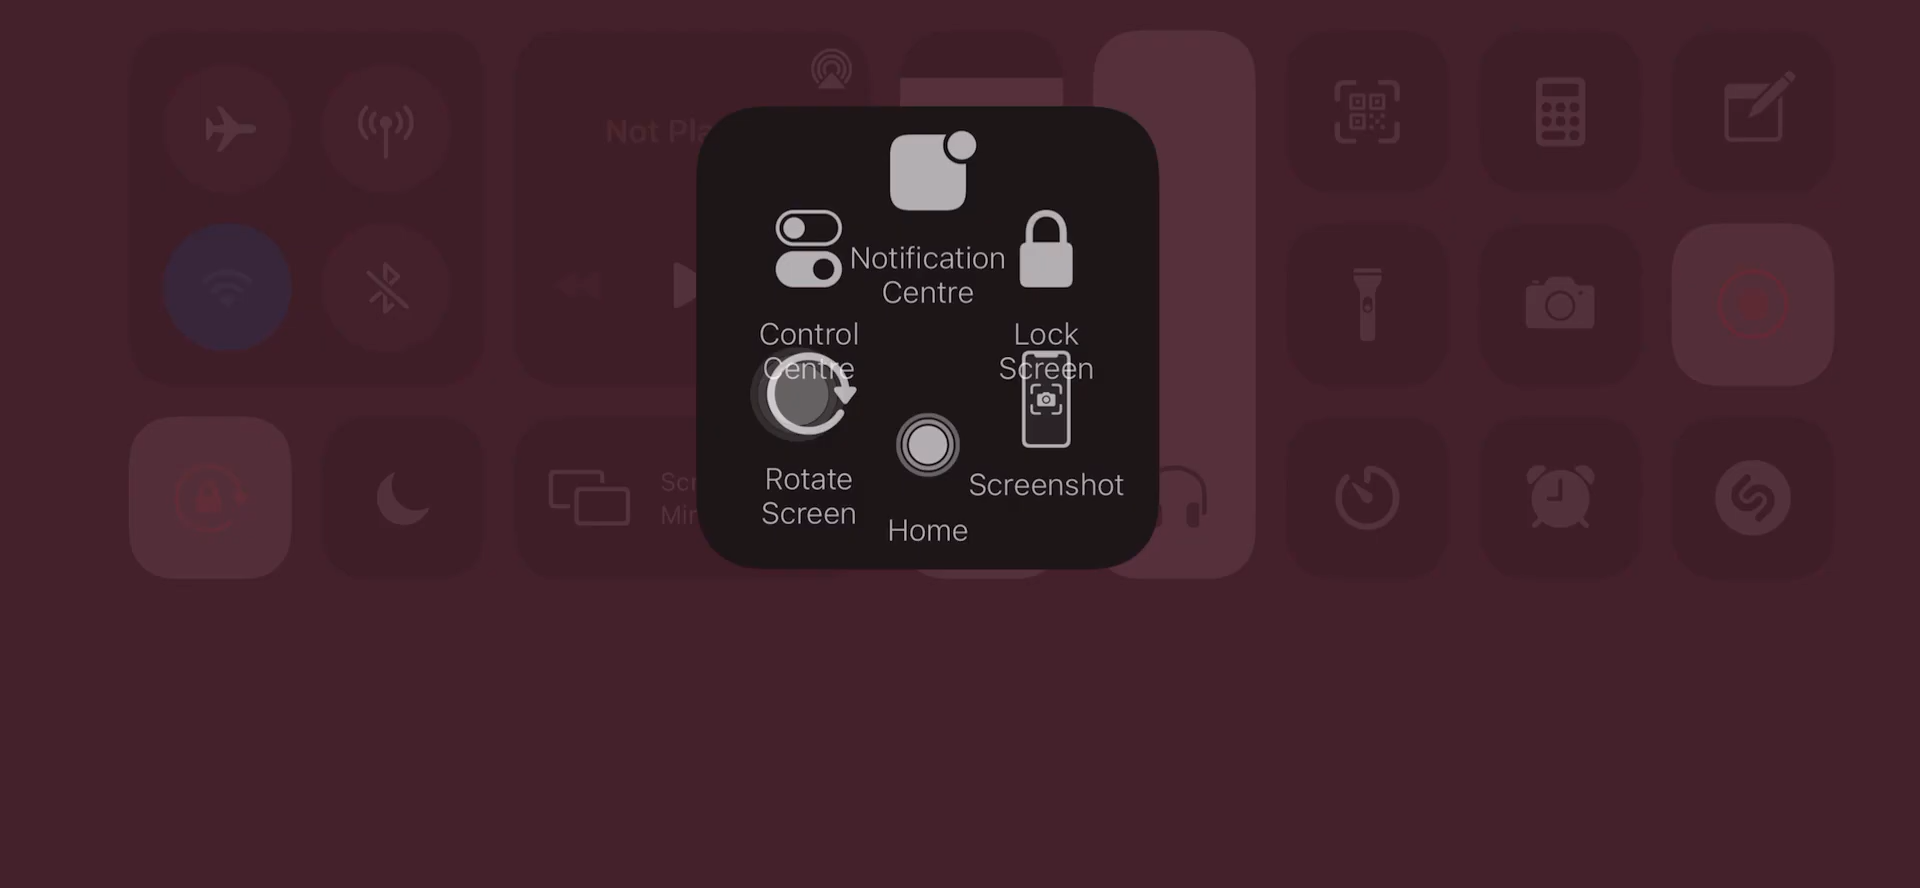 Not Pla
Notification
Centre
Control
Centre
Lock
Screen
Rotate
Screen
Screenshot
Home
Scr
Mir